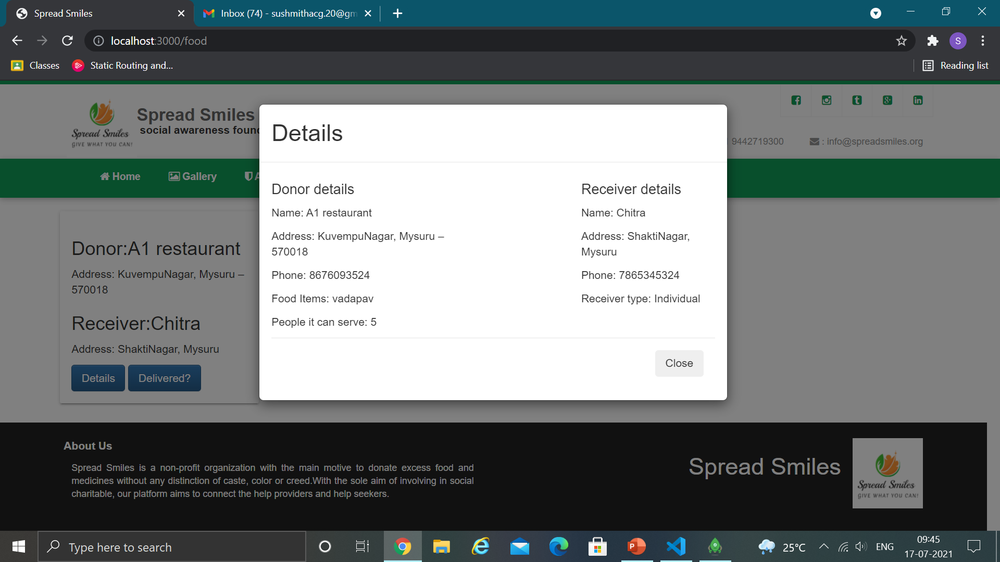 Spread Smiles
Inbox (74) - sushmithacg.20@gm
localhost:3000/food
S
Classes
Static Routing and...
Reading list
Spread Smiles
GIVE WHAT YOU CAN!
Spread Smiles
social awareness foun
9442719300
: info@spreadsmiles.org
Home
Gallery
A
Details
Donor details
Name: A1 restaurant
Address: KuvempuNagar, Mysuru –
570018
Phone: 8676093524
Food Items: vadapav
People it can serve: 5
Receiver details
Name: Chitra
Address: ShaktiNagar,
Mysuru
Phone: 7865345324
Receiver type: Individual
Close
Donor:A1 restaurant
Address: KuvempuNagar, Mysuru –
570018
Receiver:Chitra
Address: ShaktiNagar, Mysuru
Details
Delivered?
About Us
Spread Smiles is a non-profit organization with the main motive to donate excess food and
medicines without any distinction of caste, color or creed.With the sole aim of involving in social
charitable, our platform aims to connect the help providers and help seekers.
Spread Smiles
Spread Smiles
GIVE WHAT YOU CAN!
Type here to search
25°C
ENG
09:45
17-07-2021